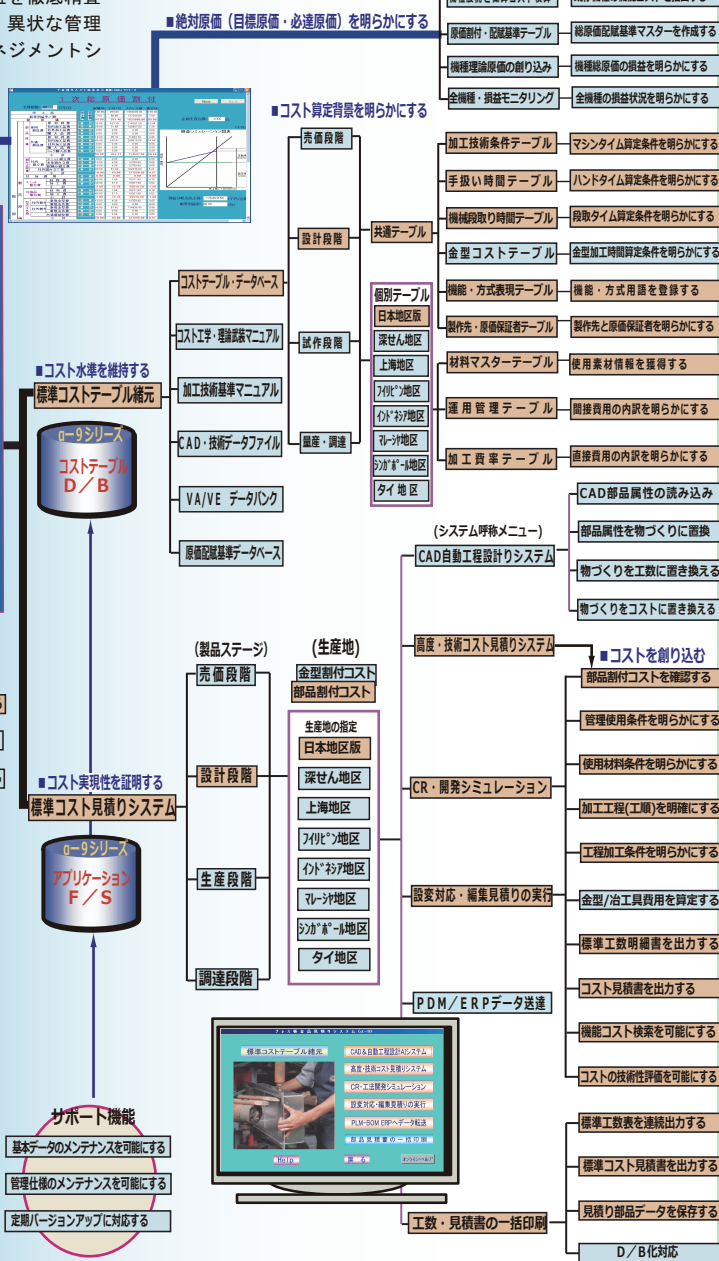 異状な管理
ネジメントシ
■絶対原価（目標原価・必達原価）を明らかにする
原価割付・配賦基準テーブル
総原価配賦基準マスターを作成する
機種理論原価の創り込み
機種総原価の損益を明らかにする
全機種・損益モニタリング
全機種の損益状況を明らかにする
1次総原価割付
■コスト算定背景を明らかにする
売価段階
設計段階
試作段階
量産・調達
共通テーブル
加工技術条件テーブル
マシンタイム算定条件を明らかにする
手扱い時間テーブル
ハンドタイム算定条件を明らかにする
機械段取り時間テーブル
段取タイム算定条件を明らかにする
金型コストテーブル
金型加工時間算定条件を明らかにする
機能・方式表現テーブル
機能・方式用語を登録する
製作先・原価保証者テーブル
製作先と原価保証者を明らかにする
材料マスターテーブル
使用素材情報を獲得する
運用管理テーブル
間接費用の内訳を明らかにする
加工費率テーブル
直接費用の内訳を明らかにする
個別テーブル
日本地区版
深せん地区
上海地区
ﾌｨﾘﾋﾟﾝ地区
ｲﾝﾄﾞﾈｼｱ地区
ﾏﾚｰｼﾔ地区
ｼﾝｶﾞﾎﾟｰﾙ地区
タイ地区
コストテーブル・データベース
コスト工学・理論武装マニュアル
加工技術基準マニュアル
CAD・技術データファイル
VA/VE データバンク
原価配賦基準データベース
■コスト水準を維持する
標準コストテーブル緒元
α－9シリーズ
コストテーブル
D／B
(システム呼称メニュー)
CAD自動工程設計りシステム
CAD部品属性の読み込み
部品属性を物づくりに置換
物づくりを工数に置き換える
物づくりをコストに置き換える
高度・技術コスト見積りシステム
■コストを創り込む
部品割付コストを確認する
管理使用条件を明らかにする
使用材料条件を明らかにする
加工工程(工順)を明確にする
工程加工条件を明らかにする
金型/冶工具費用を算定する
標準工数明細書を出力する
コスト見積書を出力する
機能コスト検索を可能にする
コストの技術性評価を可能にする
CR・開発シミュレーション
設変対応・編集見積りの実行
PDM／ERPデータ送達
(製品ステージ)
売価段階
設計段階
生産段階
調達段階
(生産地)
金型割付コスト
部品割付コスト
生産地の指定
日本地区版
深せん地区
上海地区
ﾌｨﾘﾋﾟﾝ地区
ｲﾝﾄﾞﾈｼｱ地区
ﾏﾚｰｼﾔ地区
ｼﾝｶﾞﾎﾟｰﾙ地区
タイ地区
■コスト実現性を証明する
標準コスト見積りシステム
α－9シリーズ
アプリケーション
F／S
標準コストテーブル緒元
CAD&自動工程設計AIシステム
高度・技術コスト見積りシステム
CR・工法開発シミュレーション
設変対応・編集見積りの実行
PLM-BOM ERPへデータ転送
部品見積書の一括印刷
Help
戻る
工数・見積書の一括印刷
標準工数表を連続出力する
標準コスト見積書を出力する
見積り部品データを保存する
D／B化対応
サポート機能
基本データのメンテナンスを可能にする
管理仕様のメンテナンスを可能にする
定期バージョンアップに対応する